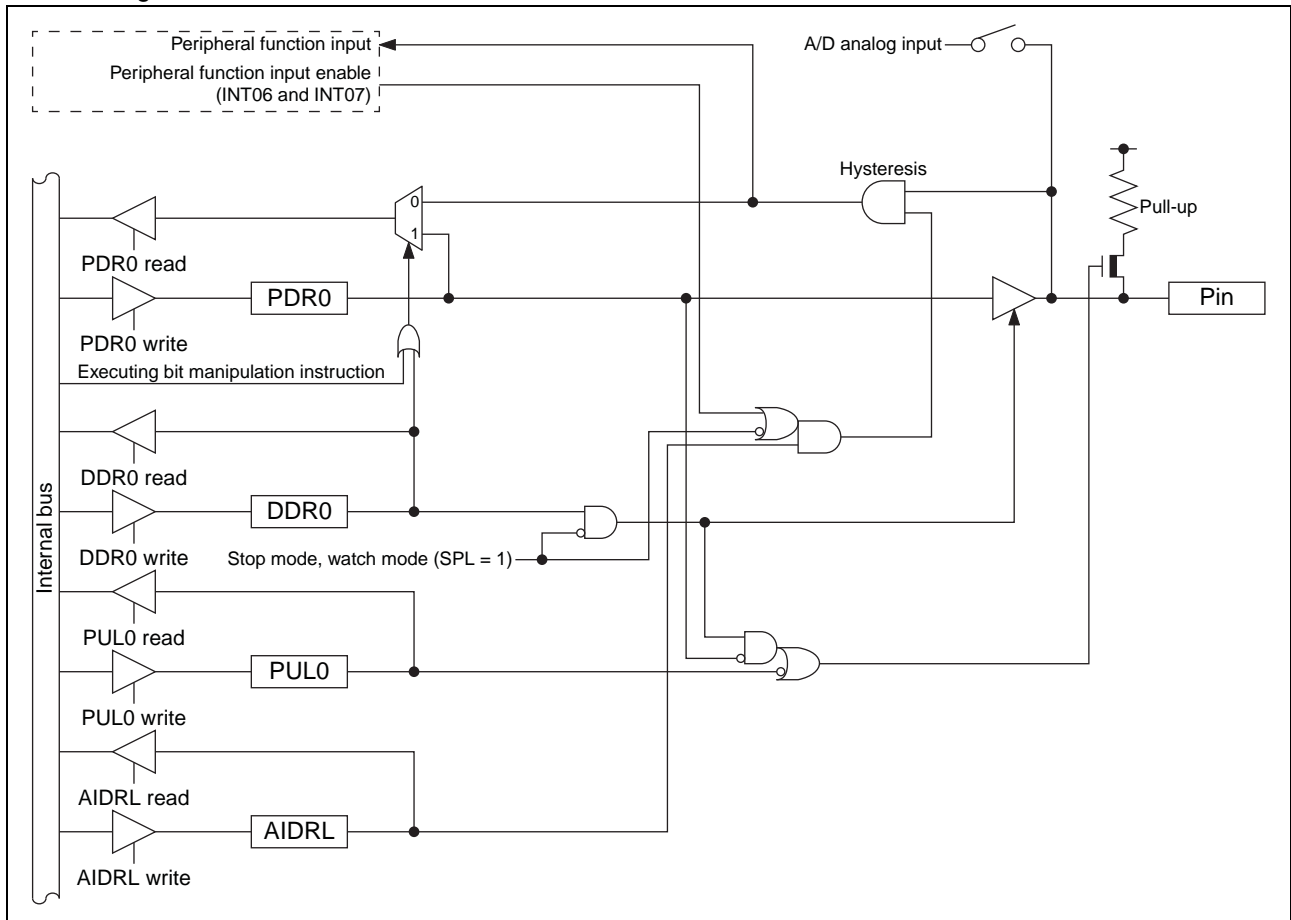 Peripheral function input
Peripheral function input enable
(INT06 and INT07)
A/D analog input
Hysteresis
Pull-up
0
1
PDR0 read
PDR0
Pin
PDR0 write
Executing bit manipulation instruction
DDR0 read
DDR0
DDR0 write
Stop mode, watch mode (SPL = 1)
Internal bus
PUL0 read
PUL0
PUL0 write
AIDRL read
AIDRL
AIDRL write